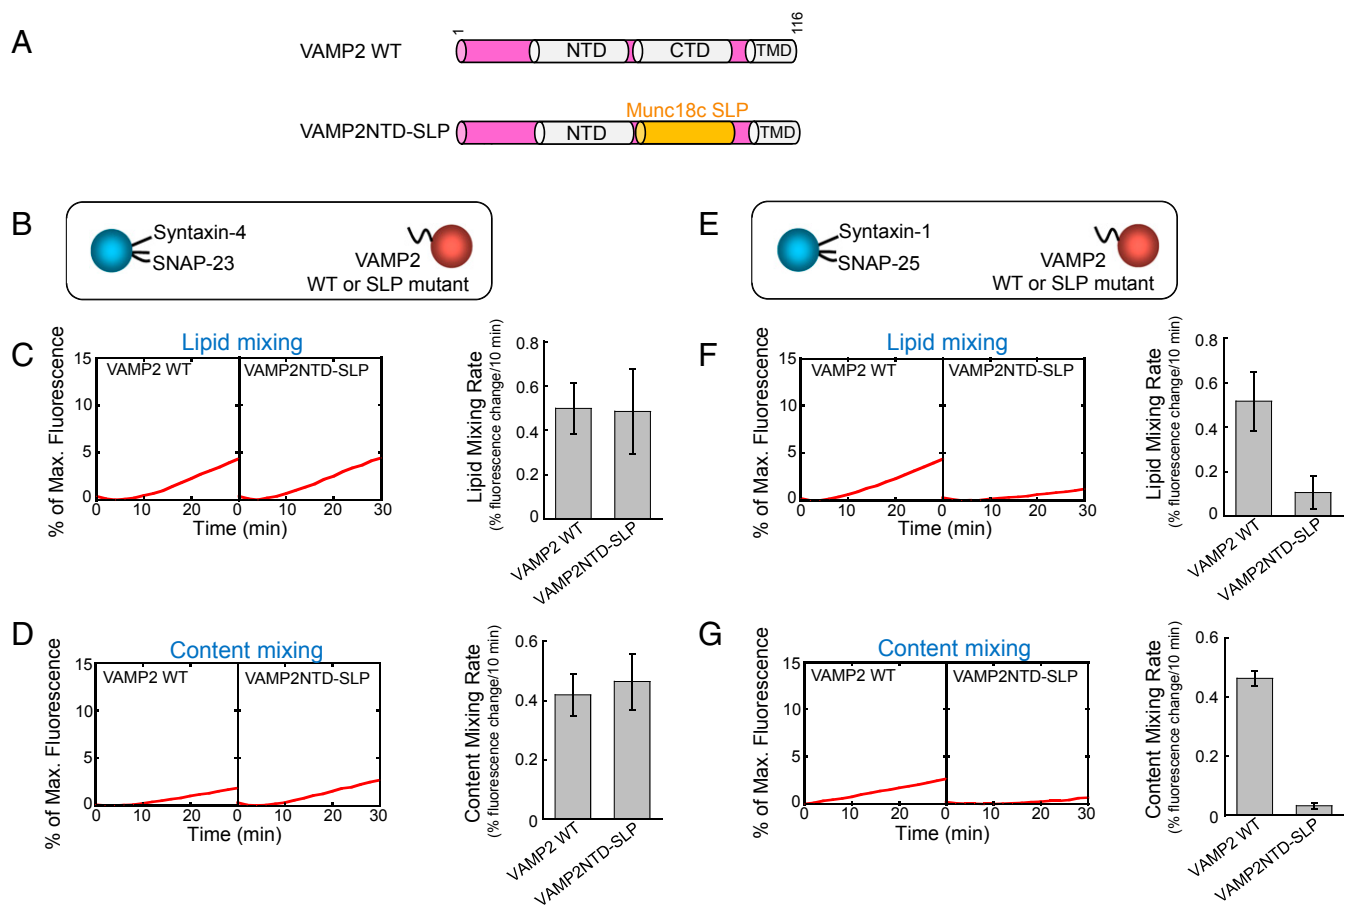 A
VAMP2 WT
1
NTD
CTD
TMD
116
Munc18c SLP
VAMP2NTD-SLP
NTD
TMD
B
Syntaxin-4
SNAP-23
VAMP2
WT or SLP mutant
E
Syntaxin-1
SNAP-25
VAMP2
WT or SLP mutant
C
Lipid mixing
% of Max. Fluorescence
15
10
5
0
VAMP2 WT
VAMP2NTD-SLP
0 10 20 0 10 20 30
Time (min)
Lipid Mixing Rate
(% fluorescence change/10 min)
0.8
0.6
0.4
0.2
0
VAMP2 WT
VAMP2NTD-SLP
F
Lipid mixing
% of Max. Fluorescence
15
10
5
0
VAMP2 WT
VAMP2NTD-SLP
0 10 20 0 10 20 30
Time (min)
Lipid Mixing Rate
(% fluorescence change/10 min)
0.8
0.6
0.4
0.2
0
VAMP2 WT
VAMP2NTD-SLP
D
Content mixing
% of Max. Fluorescence
15
10
5
0
VAMP2 WT
VAMP2NTD-SLP
0 10 20 0 10 20 30
Time (min)
Content Mixing Rate
(% fluorescence change/10 min)
0.6
0.4
0.2
0
VAMP2 WT
VAMP2NTD-SLP
G
Content mixing
% of Max. Fluorescence
15
10
5
0
VAMP2 WT
VAMP2NTD-SLP
0 10 20 0 10 20 30
Time (min)
Content Mixing Rate
(% fluorescence change/10 min)
0.6
0.4
0.2
0
VAMP2 WT
VAMP2NTD-SLP